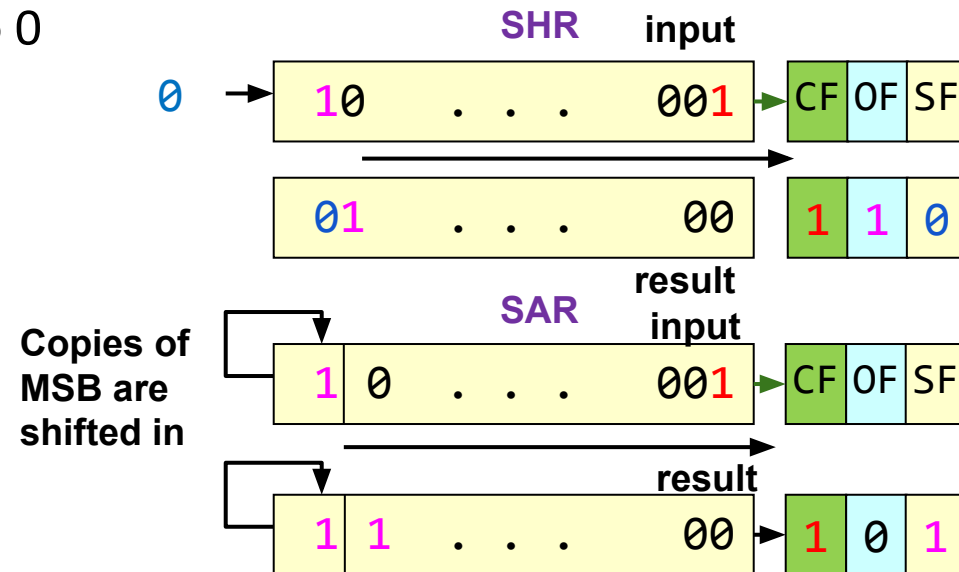 0
SHR input
0 10 . . . 001 CF OF SF
01 . . . 00 1 1 0
result
SAR
input
Copies of
MSB are
shifted in
1 0 . . . 001 CF OF SF
result
1 1 . . . 00 1 0 1